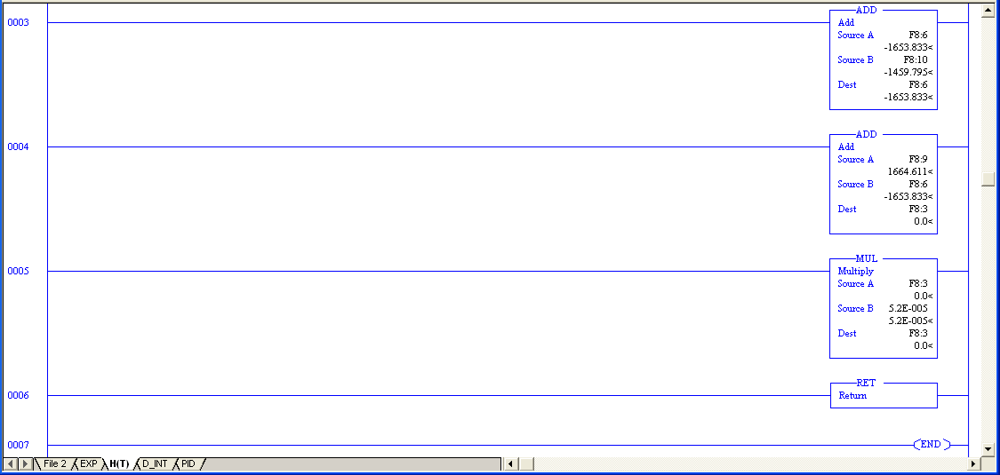 ADD
0003
Add
Source A F8:6
-1653.833<
Source B F8:10
-1459.795<
Dest F8:6
-1653.833<
ADD
0004
Add
Source A F8:9
1664.611<
Source B F8:6
-1653.833<
Dest F8:3
0.0<
MUL
0005
Multiply
Source A F8:3
0.0<
Source B 5.2E-005
5.2E-005<
Dest F8:3
0.0<
RET
0006
Return
0007
END
File 2 EXP H(T) D_INT PID